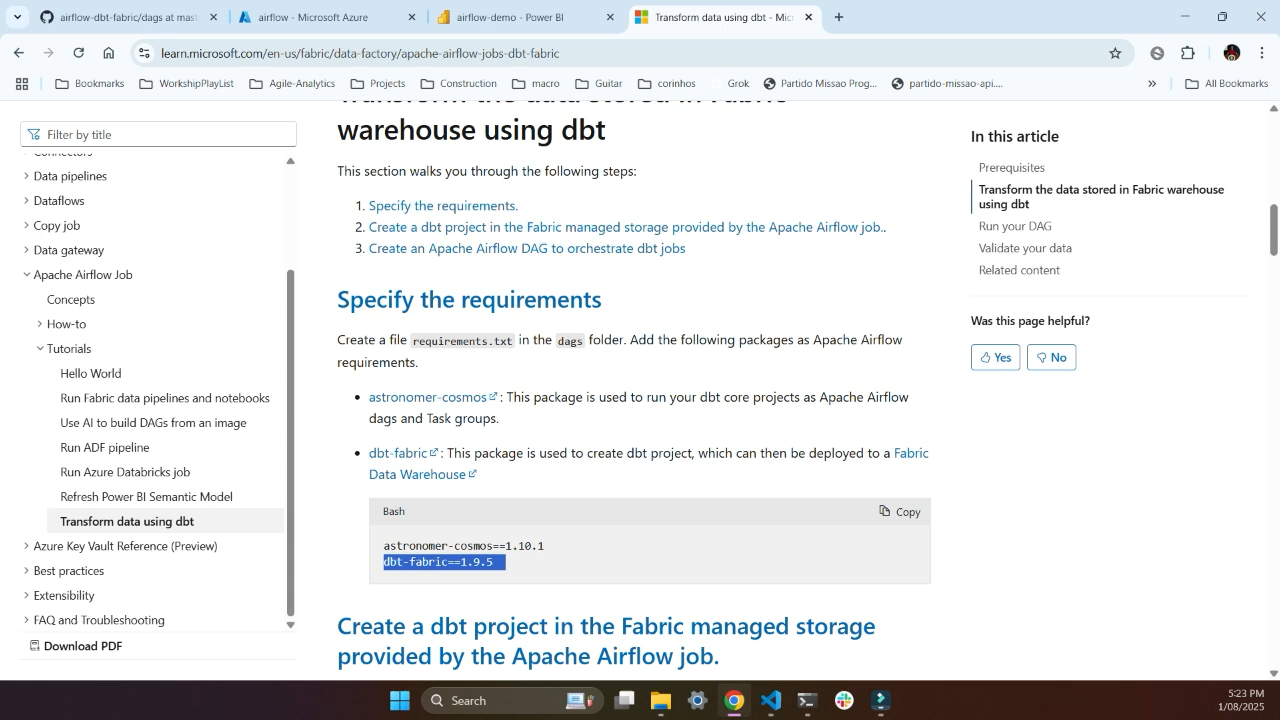 airflow-dbt-fabric/dags at mast
airflow - Microsoft Azure
airflow-demo - Power BI
Transform data using dbt - Micr
learn.microsoft.com/en-us/fabric/data-factory/apache-airflow-jobs-dbt-fabric
Bookmarks
WorkshipPlayList
Agile-Analytics
Projects
Construction
macro
Guitar
corinhos
Grok
Partido Missao Prog...
partido-missao-api....
»
All Bookmarks
Filter by title
Data pipelines
Dataflows
Copy job
Data gateway
Apache Airflow Job
Concepts
How-to
Tutorials
Hello World
Run Fabric data pipelines and notebooks
Use AI to build DAGs from an image
Run ADF pipeline
Run Azure Databricks job
Refresh Power BI Semantic Model
Transform data using dbt
Azure Key Vault Reference (Preview)
Best practices
Extensibility
FAQ and Troubleshooting
Download PDF
Transform the data stored in Fabric
warehouse using dbt
This section walks you through the following steps:
1. Specify the requirements.
2. Create a dbt project in the Fabric managed storage provided by the Apache Airflow job..
3. Create an Apache Airflow DAG to orchestrate dbt jobs
Specify the requirements
Create a file requirements.txt in the dags folder. Add the following packages as Apache Airflow
requirements.
• astronomer-cosmos : This package is used to run your dbt core projects as Apache Airflow
dags and Task groups.
• dbt-fabric : This package is used to create dbt project, which can then be deployed to a Fabric
Data Warehouse
Bash
Copy
astronomer-cosmos==1.10.1
dbt-fabric==1.9.5
Create a dbt project in the Fabric managed storage
provided by the Apache Airflow job.
In this article
Prerequisites
Transform the data stored in Fabric warehouse
using dbt
Run your DAG
Validate your data
Related content
Was this page helpful?
Yes
No
Search
5:23 PM
1/08/2025